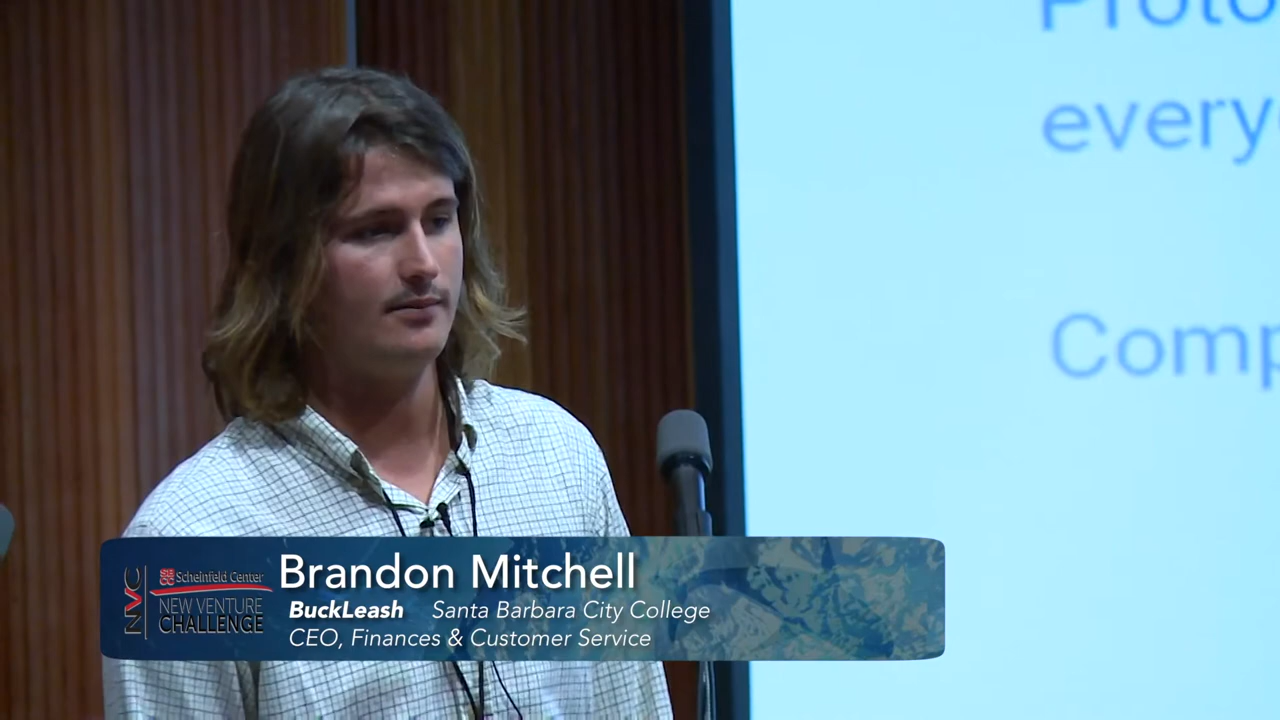 everyo
Comp
Brandon Mitchell
BuckLeash Santa Barbara City College
CEO, Finances & Customer Service
NVC
SBCC Scheinfeld Center
NEW VENTURE
CHALLENGE